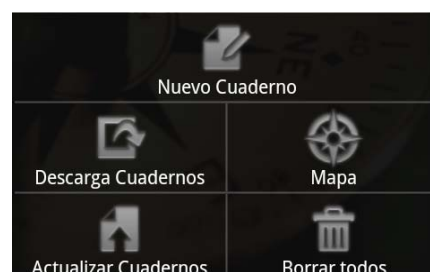 Nuevo Cuaderno
Descarga Cuadernos
Mapa
Actualizar Cuadernos
Borrar todos